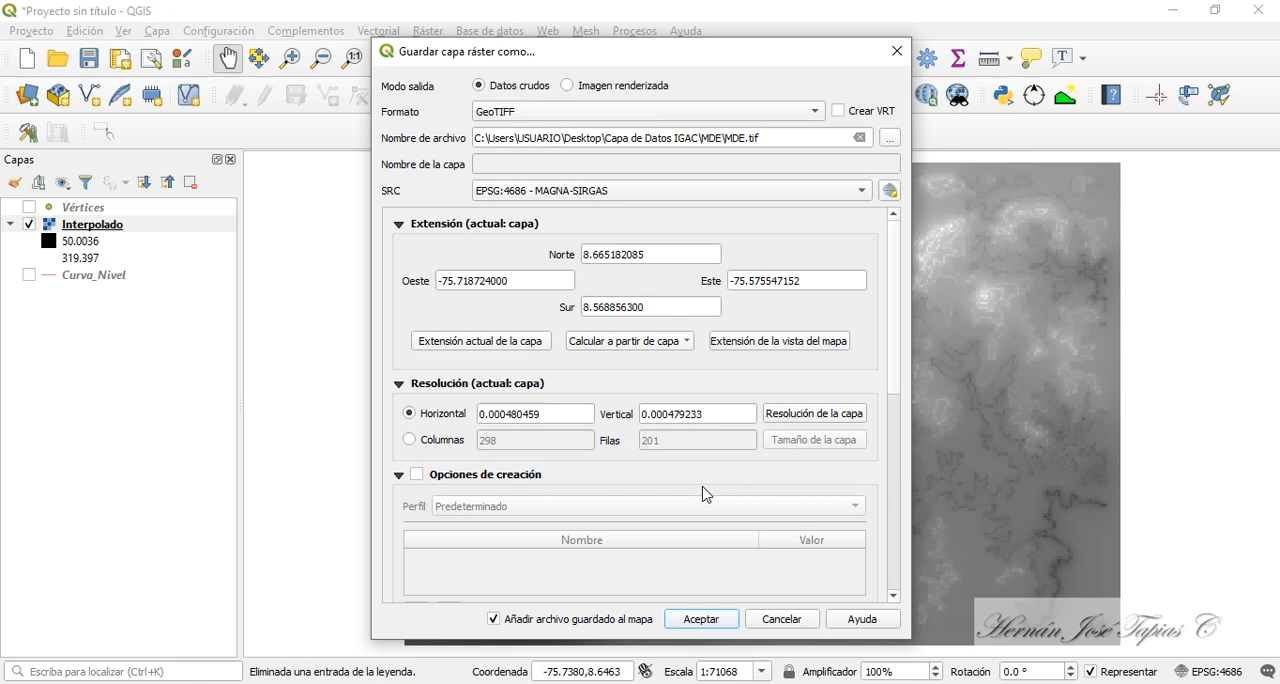 *Proyecto sin título - QGIS
Proyecto Edición Ver Capa Configuración Complementos Vectorial Ráster Base de datos Web Mesh Procesos Ayuda
Capas
Vértices
Interpolado
50.0036
319.397
Curva_Nivel
Guardar capa ráster como...
Modo salida Datos crudos Imagen renderizada
Formato GeoTIFF Crear VRT
Nombre de archivo C:\Users\USUARIO\Desktop\Capa de Datos IGAC\MDE\MDE.tif ...
Nombre de la capa
SRC EPSG:4686 - MAGNA-SIRGAS
Extensión (actual: capa)
Norte 8.665182085
Oeste -75.718724000 Este -75.575547152
Sur 8.568856300
Extensión actual de la capa Calcular a partir de capa Extensión de la vista del mapa
Resolución (actual: capa)
Horizontal 0.000480459 Vertical 0.000479233 Resolución de la capa
Columnas 298 Filas 201 Tamaño de la capa
Opciones de creación
Perfil Predeterminado
Nombre Valor
Añadir archivo guardado al mapa Aceptar Cancelar Ayuda
Hernán José Tapias C
Escriba para localizar (Ctrl+K) Eliminada una entrada de la leyenda. Coordenada -75.7380,8.6463 Escala 1:71068 Amplificador 100% Rotación 0.0 ° Representar EPSG:4686